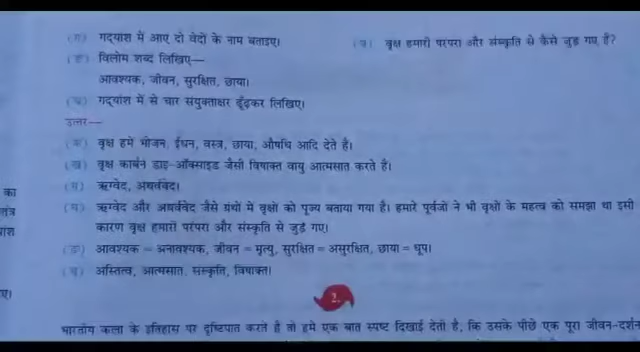 (ग) गद्यांश में आए दो वेदों के नाम बताइए। (घ) वृक्ष हमारी परंपरा और संस्कृति से कैसे जुड़ गए हैं?
(ङ) विलोम शब्द लिखिए—
आवश्यक, जीवन, सुरक्षित, छाया।
(च) गद्यांश में से चार संयुक्ताक्षर ढूँढ़कर लिखिए।
उत्तर—
(क) वृक्ष हमें भोजन, ईंधन, वस्त्र, छाया, औषधि आदि देते हैं।
(ख) वृक्ष कार्बन डाइ-ऑक्साइड जैसी विषाक्त वायु आत्मसात करते हैं।
का (ग) ऋग्वेद, अथर्ववेद।
तंत्र (घ) ऋग्वेद और अथर्ववेद जैसे ग्रंथों में वृक्षों को पूज्य बताया गया है। हमारे पूर्वजों ने भी वृक्षों के महत्व को समझा था इसी
कारण वृक्ष हमारी परंपरा और संस्कृति से जुड़ गए।
(ङ) आवश्यक = अनावश्यक, जीवन = मृत्यु, सुरक्षित = असुरक्षित, छाया = धूप।
(च) अस्तित्व, आत्मसात, संस्कृति, विषाक्त।
2.
भारतीय कला के इतिहास पर दृष्टिपात करते हैं तो हमें एक बात स्पष्ट दिखाई देती है, कि उसके पीछे एक पूरा जीवन-दर्शन